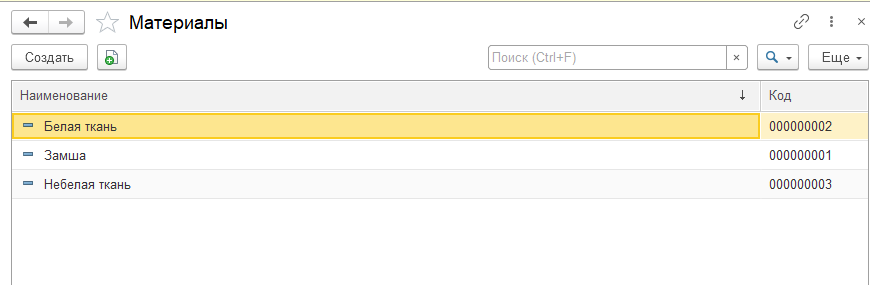 Материалы
Создать
Поиск (Ctrl+F)
Еще
Наименование
Код
Белая ткань 000000002
Замша 000000001
Небелая ткань 000000003